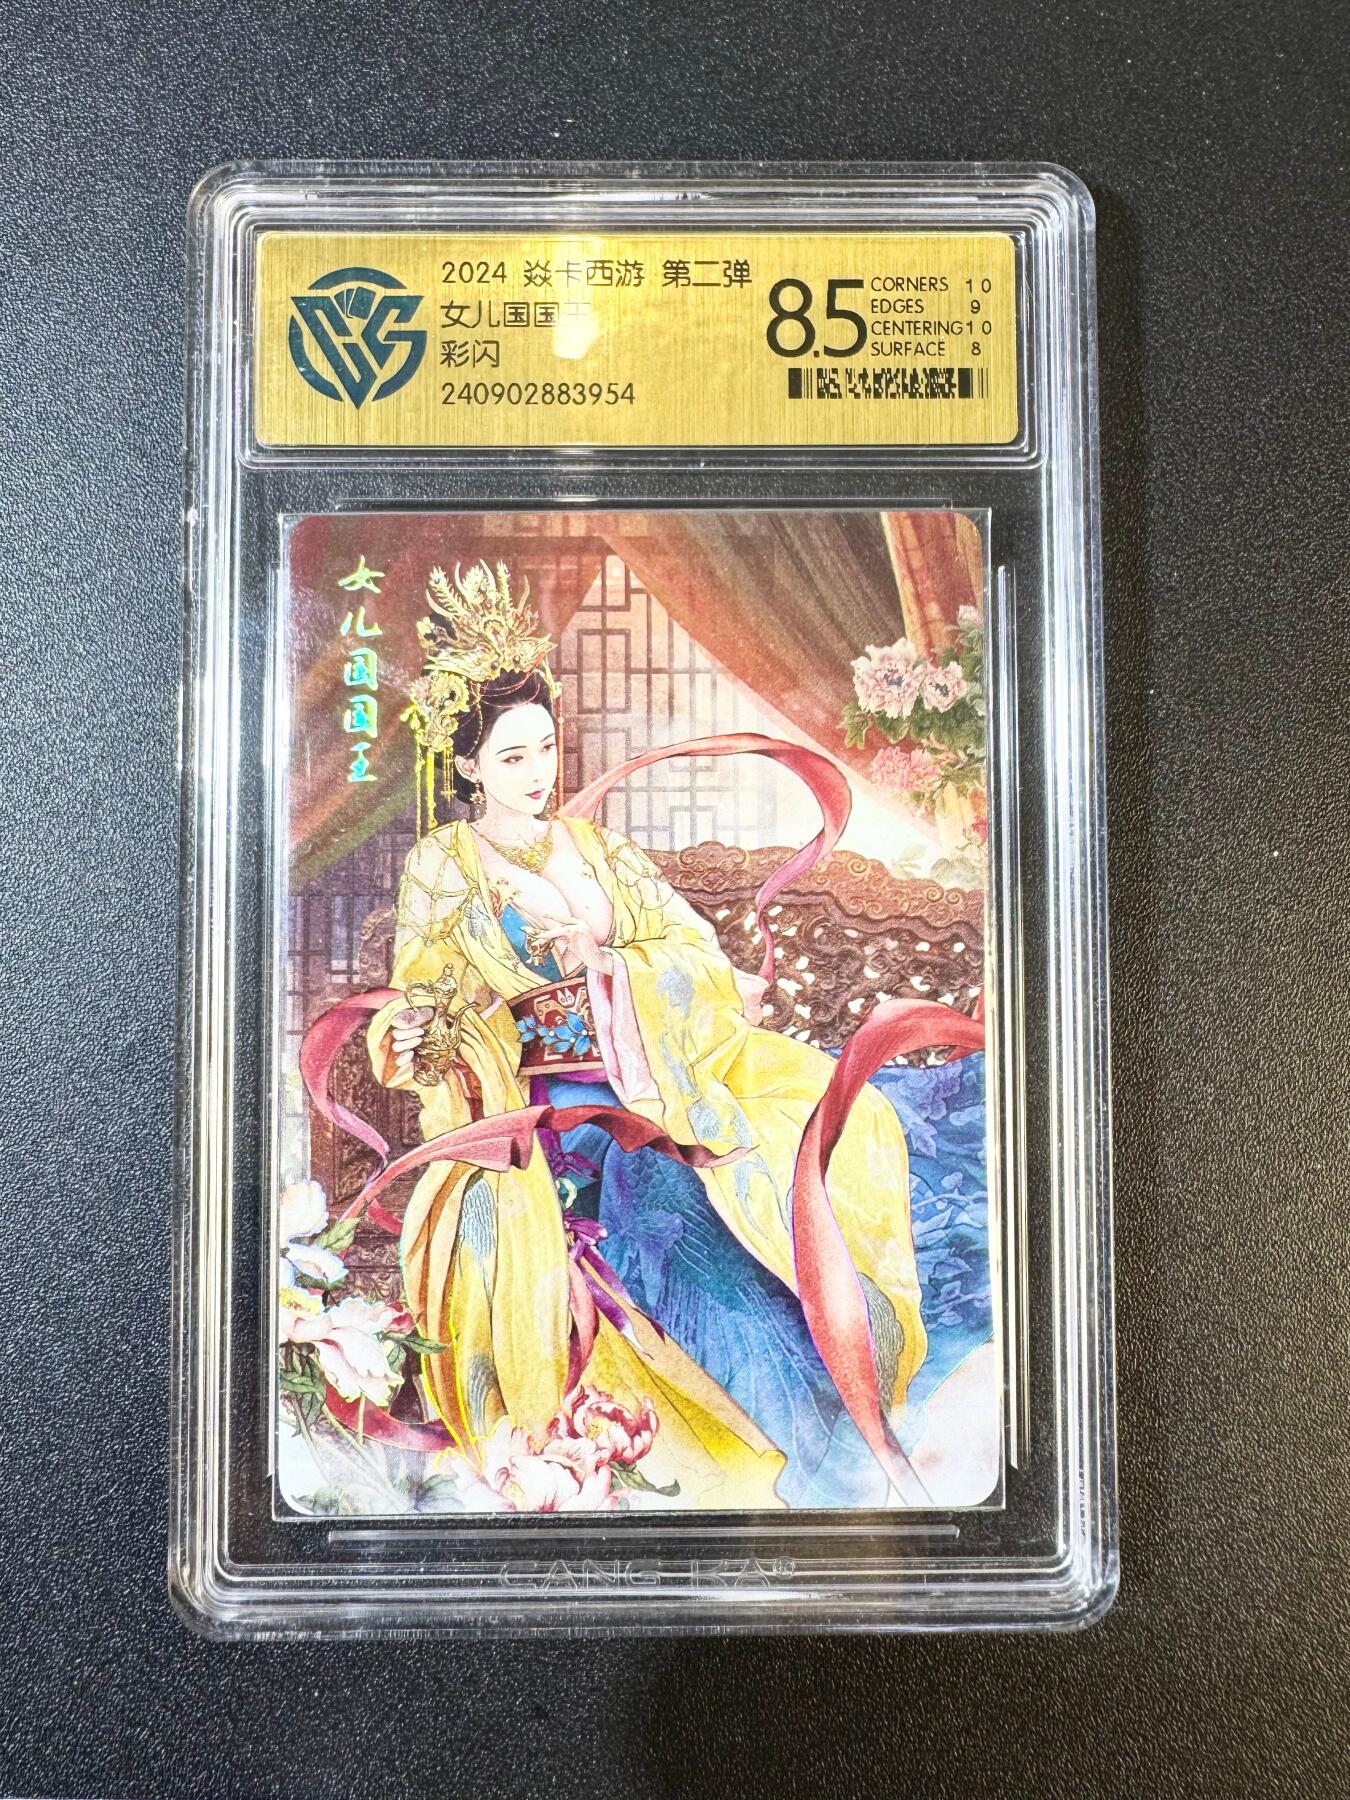 2024 焱卡西游 第二弹
女儿国国王
彩闪
240902883954
8.5
CORNERS 10
EDGES 9
CENTERING 10
SURFACE 8
女儿国国王
CANG KA®